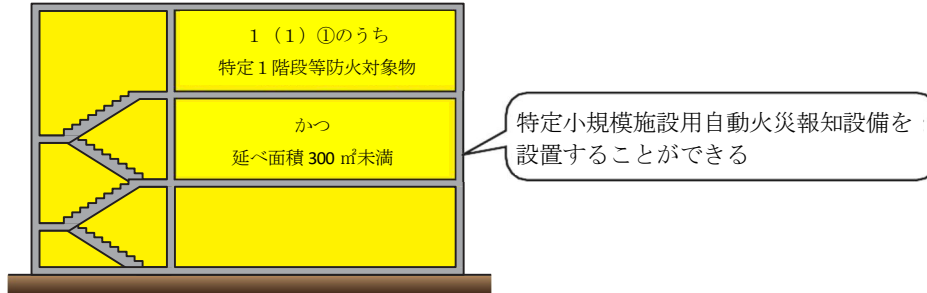 １（１）①のうち
特定１階段等防火対象物
かつ
延べ面積 300 ㎡未満
特定小規模施設用自動火災報知設備を
設置することができる